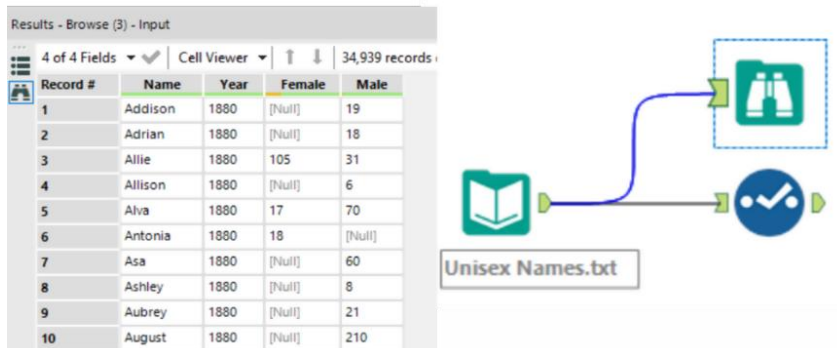 Results - Browse (3) - Input
4 of 4 Fields Cell Viewer 34,939 records
Record # Name Year Female Male
1 Addison 1880 [Null] 19
2 Adrian 1880 [Null] 18
3 Allie 1880 105 31
4 Allison 1880 [Null] 6
5 Alva 1880 17 70
6 Antonia 1880 18 [Null]
7 Asa 1880 [Null] 60
8 Ashley 1880 [Null] 8
9 Aubrey 1880 [Null] 21
10 August 1880 [Null] 210
Unisex Names.txt